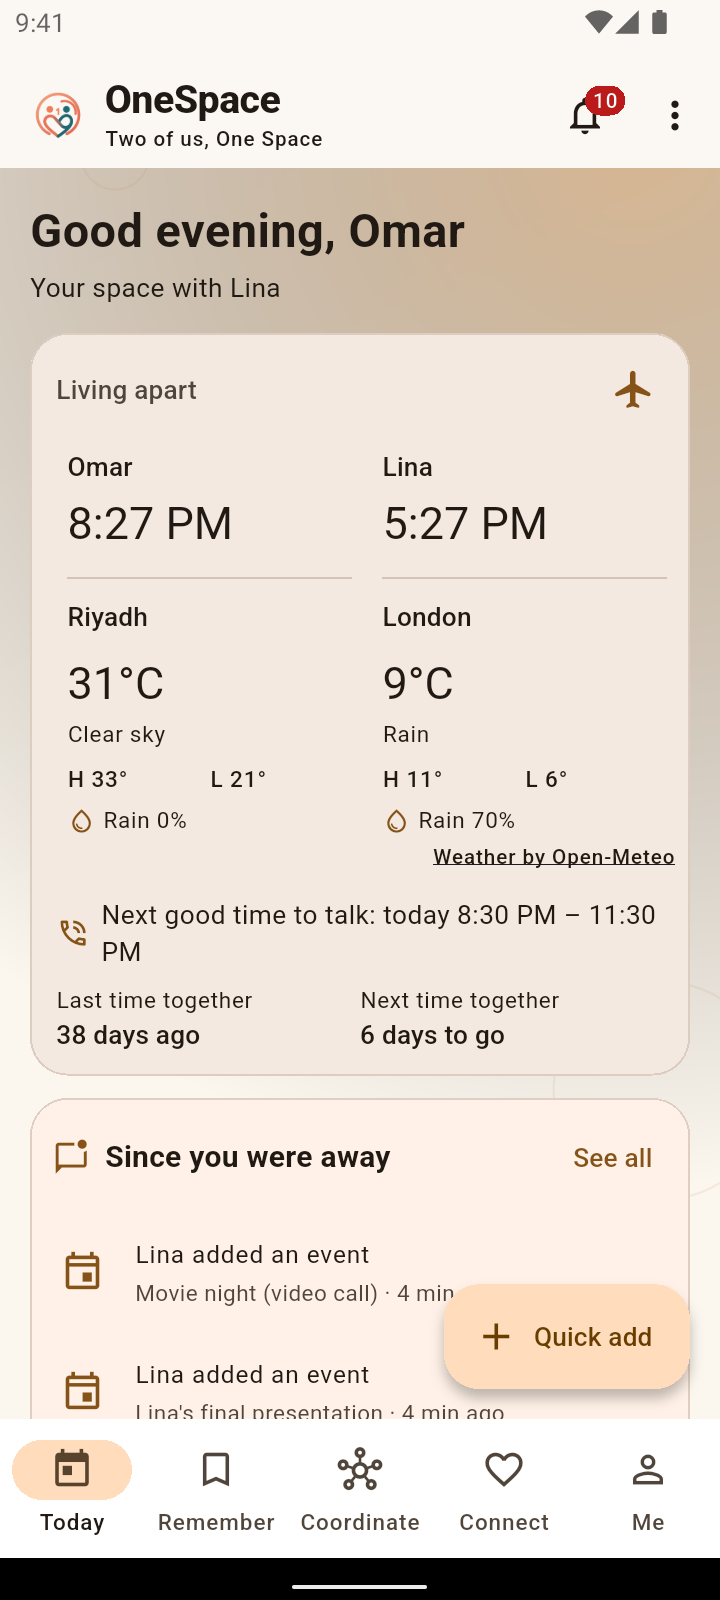 9:41
OneSpace
Two of us, One Space
10
Good evening, Omar
Your space with Lina
Living apart
Omar
8:27 PM
Lina
5:27 PM
Riyadh
31°C
Clear sky
H 33° L 21°
Rain 0%
London
9°C
Rain
H 11° L 6°
Rain 70%
Weather by Open-Meteo
Next good time to talk: today 8:30 PM – 11:30
PM
Last time together
38 days ago
Next time together
6 days to go
Since you were away
See all
Lina added an event
Movie night (video call) · 4 min
Lina added an event
Lina's final presentation · 4 min ago
Quick add
Today
Remember
Coordinate
Connect
Me